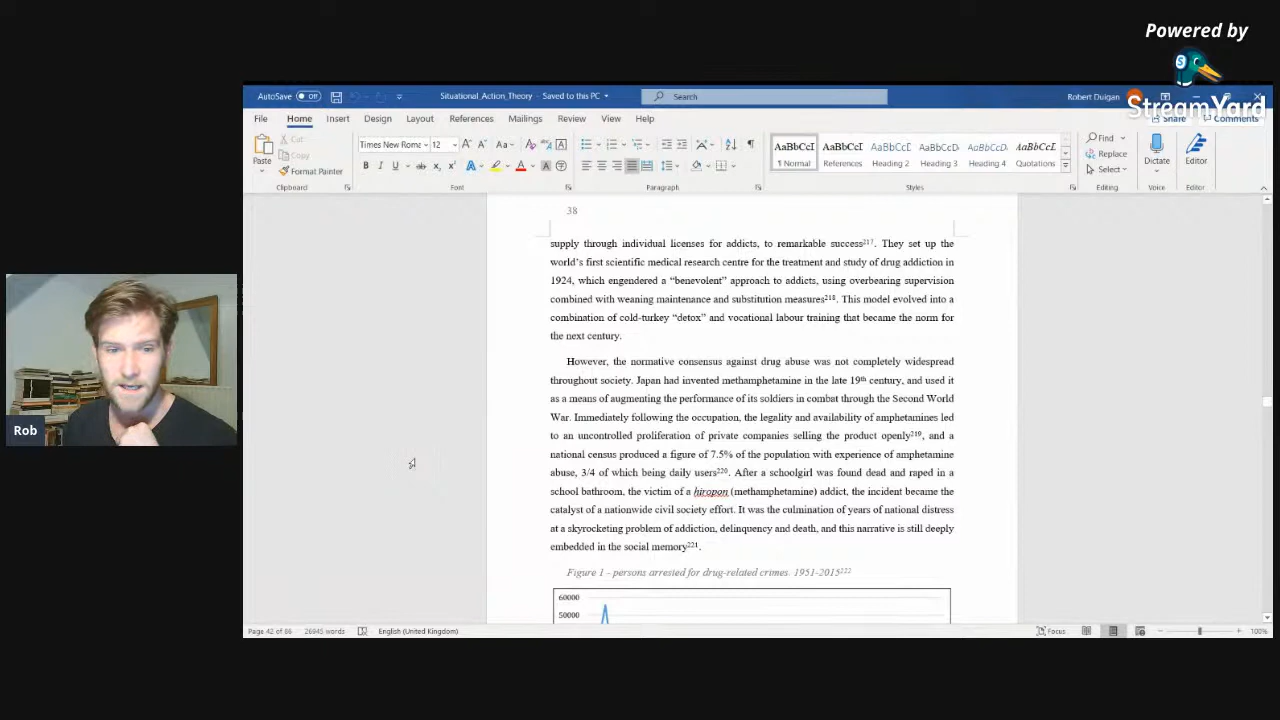 Powered by
StreamYard
AutoSave Off
Situational_Action_Theory - Saved to this PC
Search
Robert Duigan
File Home Insert Draw Design Layout References Mailings Review View Help
Share Comments
Paste
Cut
Copy
Format Painter
Clipboard
Times New Roma 12
Font
Paragraph
AaBbCcI AaBbCcI AaBbCcL AaBbCcI AaBbCcD AaBbCcI
¶ Normal References Heading 2 Heading 3 Heading 4 Quotations
Styles
Find
Replace
Select
Editing
Dictate
Voice
Editor
Editor
38
supply through individual licenses for addicts, to remarkable success217. They set up the
world's first scientific medical research centre for the treatment and study of drug addiction in
1924, which engendered a “benevolent” approach to addicts, using overbearing supervision
combined with weaning maintenance and substitution measures218. This model evolved into a
combination of cold-turkey “detox” and vocational labour training that became the norm for
the next century.
However, the normative consensus against drug abuse was not completely widespread
throughout society. Japan had invented methamphetamine in the late 19th century, and used it
as a means of augmenting the performance of its soldiers in combat through the Second World
War. Immediately following the occupation, the legality and availability of amphetamines led
to an uncontrolled proliferation of private companies selling the product openly219, and a
national census produced a figure of 7.5% of the population with experience of amphetamine
abuse, 3/4 of which being daily users220. After a schoolgirl was found dead and raped in a
school bathroom, the victim of a hiropon (methamphetamine) addict, the incident became the
catalyst of a nationwide civil society effort. It was the culmination of years of national distress
at a skyrocketing problem of addiction, delinquency and death, and this narrative is still deeply
embedded in the social memory221.
Figure 1 - persons arrested for drug-related crimes. 1951-2015222
60000
50000
Page 42 of 86 26945 words English (United Kingdom)
Focus
100%
Rob